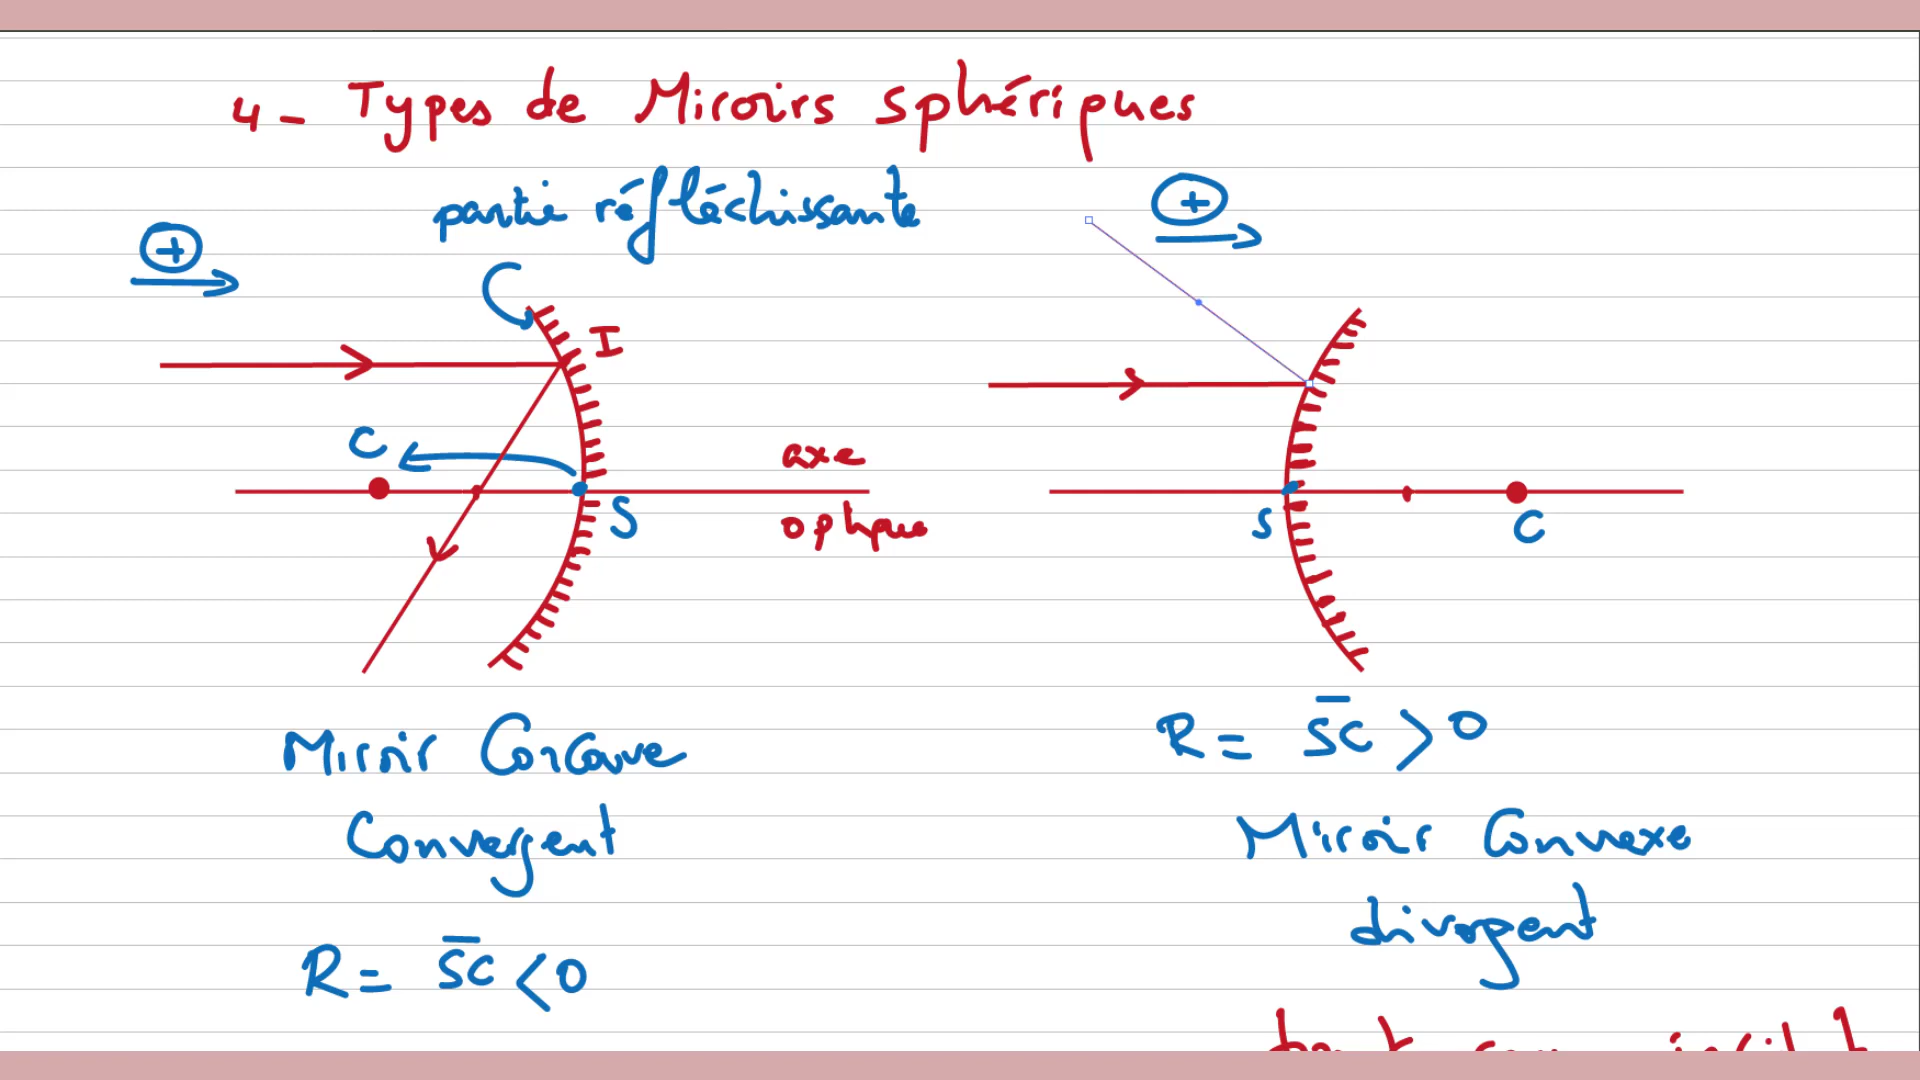 4- Types de Miroirs sphériques
partie réfléchissante
+
+
I
C
axe
optique
S
S
C
Miroir Concave
Convergent
R = S̅C̅ < 0
R = S̅C̅ > 0
Miroir Convexe
divergent